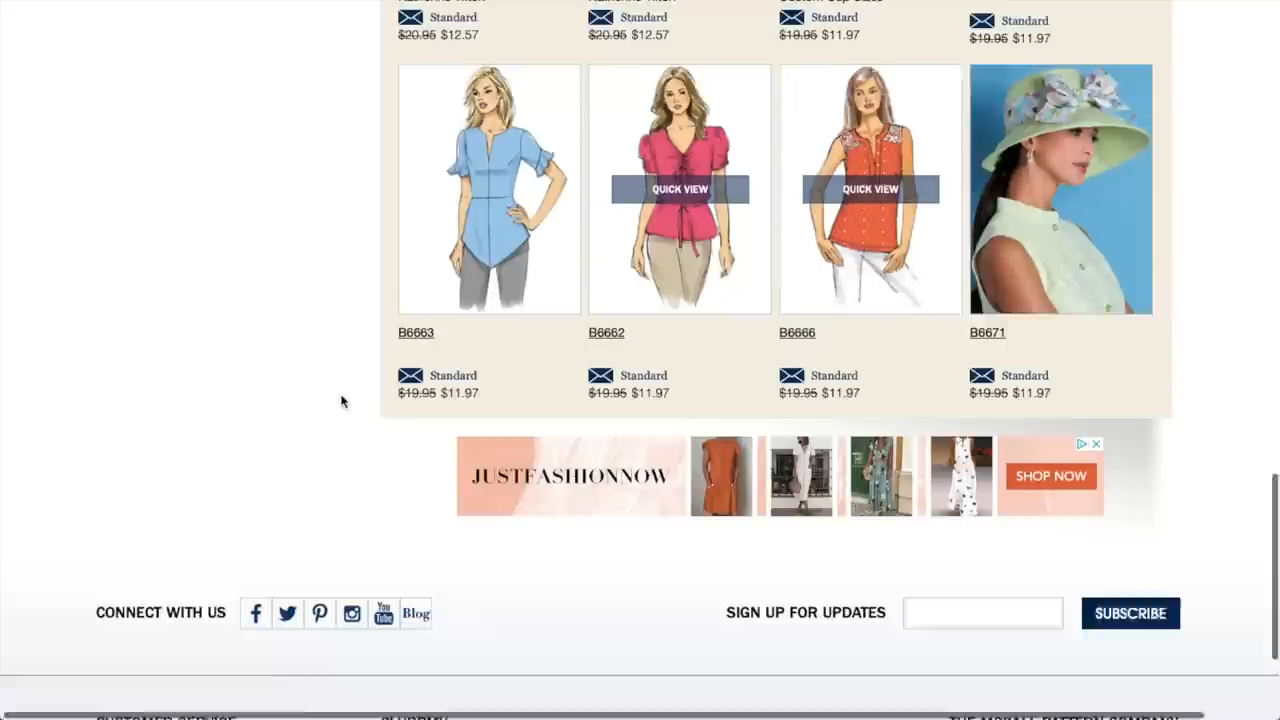 Standard
Standard
Standard
Standard
$20.95 $12.57
$20.95 $12.57
$19.95 $11.97
$19.95 $11.97
QUICK VIEW
QUICK VIEW
B6663
B6662
B6666
B6671
Standard
Standard
Standard
Standard
$19.95 $11.97
$19.95 $11.97
$19.95 $11.97
$19.95 $11.97
JUSTFASHIONNOW
SHOP NOW
CONNECT WITH US
You
Tube
Blog
SIGN UP FOR UPDATES
SUBSCRIBE